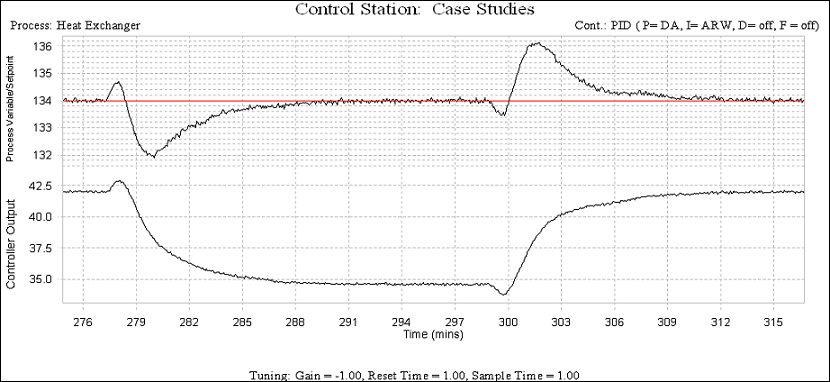 Control Station: Case Studies
Process: Heat Exchanger
Cont.: PID ( P= DA, I= ARW, D= off, F = off)
Process Variable/Setpoint
136
135
134
133
132
Controller Output
42.5
40.0
37.5
35.0
276 279 282 285 288 291 294 297 300 303 306 309 312 315
Time (mins)
Tuning: Gain = -1.00, Reset Time = 1.00, Sample Time = 1.00